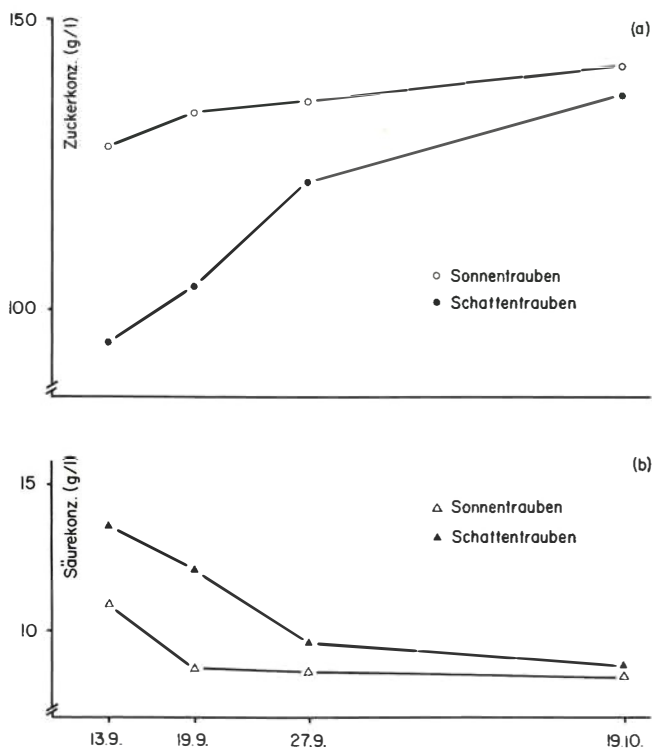 150
(a)
Zuckerkonz. (g/l)
○ Sonnentrauben
● Schattentrauben
100
(b)
15
Säurekonz. (g/l)
△ Sonnentrauben
▲ Schattentrauben
10
13.9. 19.9. 27.9. 19.10.